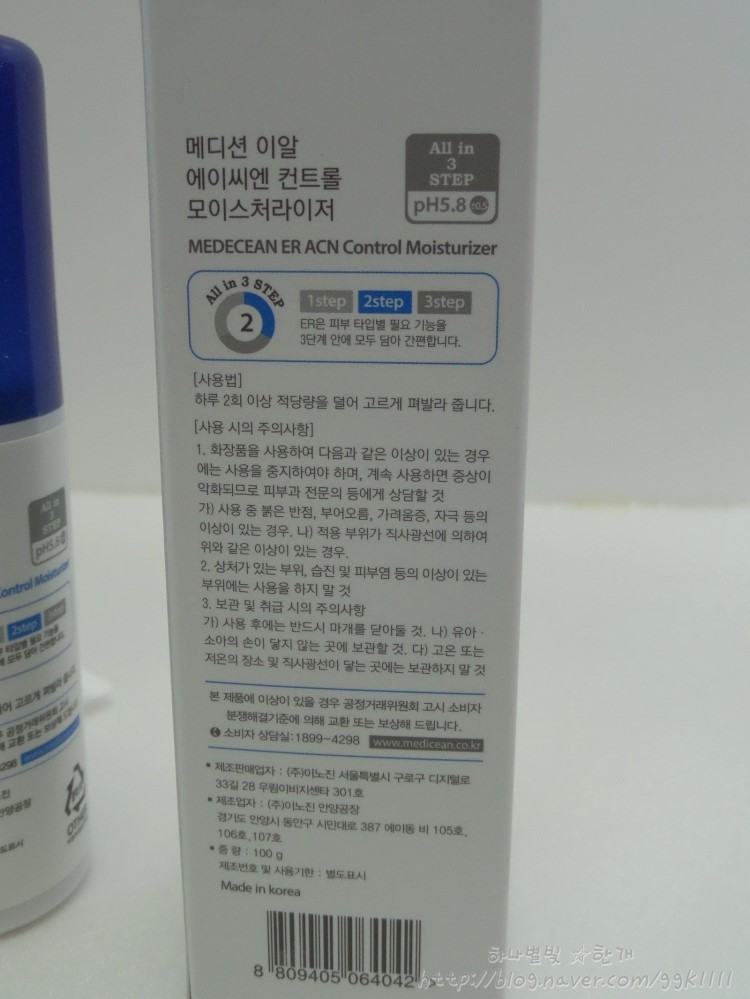 메디션 이알
에이씨엔 컨트롤
모이스처라이저
All in
3
STEP
pH5.8 ±0.5
MEDECEAN ER ACN Control Moisturizer
All in 3 STEP
2
1step 2step 3step
ER은 피부 타입별 필요 기능을
3단계 안에 모두 담아 간편합니다.
[사용법]
하루 2회 이상 적당량을 덜어 고르게 펴발라 줍니다.
[사용 시의 주의사항]
1. 화장품을 사용하여 다음과 같은 이상이 있는 경우
에는 사용을 중지하여야 하며, 계속 사용하면 증상이
악화되므로 피부과 전문의 등에게 상담할 것
가) 사용 중 붉은 반점, 부어오름, 가려움증, 자극 등의
이상이 있는 경우. 나) 적용 부위가 직사광선에 의하여
위와 같은 이상이 있는 경우.
2. 상처가 있는 부위, 습진 및 피부염 등의 이상이 있는
부위에는 사용을 하지 말 것
3. 보관 및 취급 시의 주의사항
가) 사용 후에는 반드시 마개를 닫아둘 것. 나) 유아·
소아의 손이 닿지 않는 곳에 보관할 것. 다) 고온 또는
저온의 장소 및 직사광선이 닿는 곳에는 보관하지 말 것
본 제품에 이상이 있을 경우 공정거래위원회 고시 소비자
분쟁해결기준에 의해 교환 또는 보상해 드립니다.
소비자 상담실:1899-4298 www.medicean.co.kr
• 제조판매업자 : (주)이노진 서울특별시 구로구 디지털로
33길 28 우림이비지센타 301호
• 제조업자 : (주)이노진 안양공장
경기도 안양시 동안구 시민대로 387 에이동 비 105호,
106호,107호
• 중 량 : 100 g
제조번호 및 사용기한 : 별도표시
Made in korea
8 809405 064042 >
All in
3
STEP
pH5.8
Control Moisturizer
2step
하나별빛 ☆한개
http://blog.naver.com/ggk1111